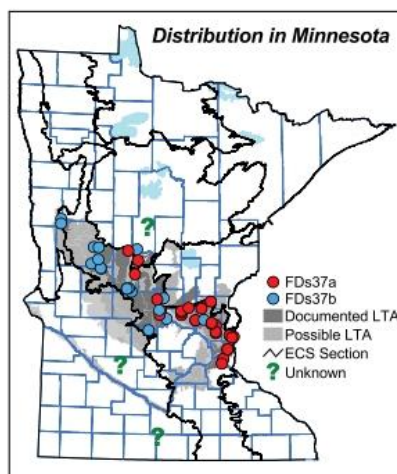 Distribution in Minnesota
?
FDs37a
FDs37b
Documented LTA
Possible LTA
ECS Section
? Unknown
?
?